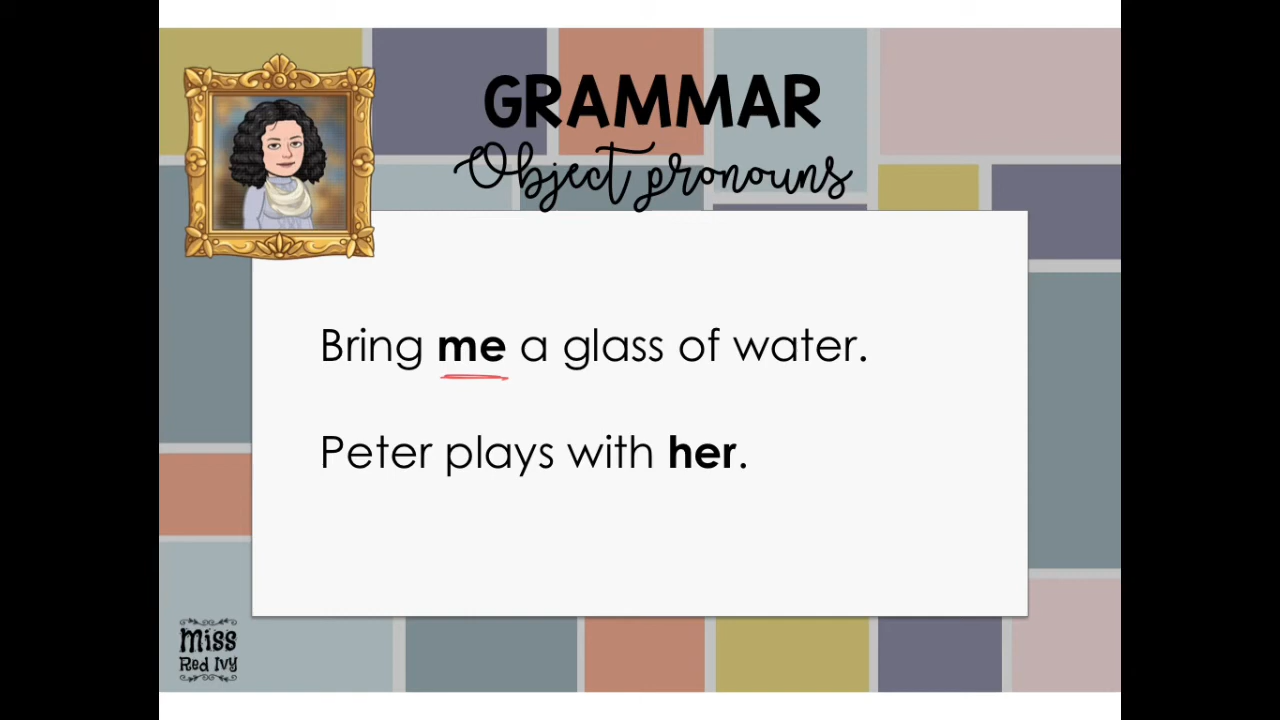 GRAMMAR
Object pronouns
Bring me a glass of water.
Peter plays with her.
Miss
Red Ivy